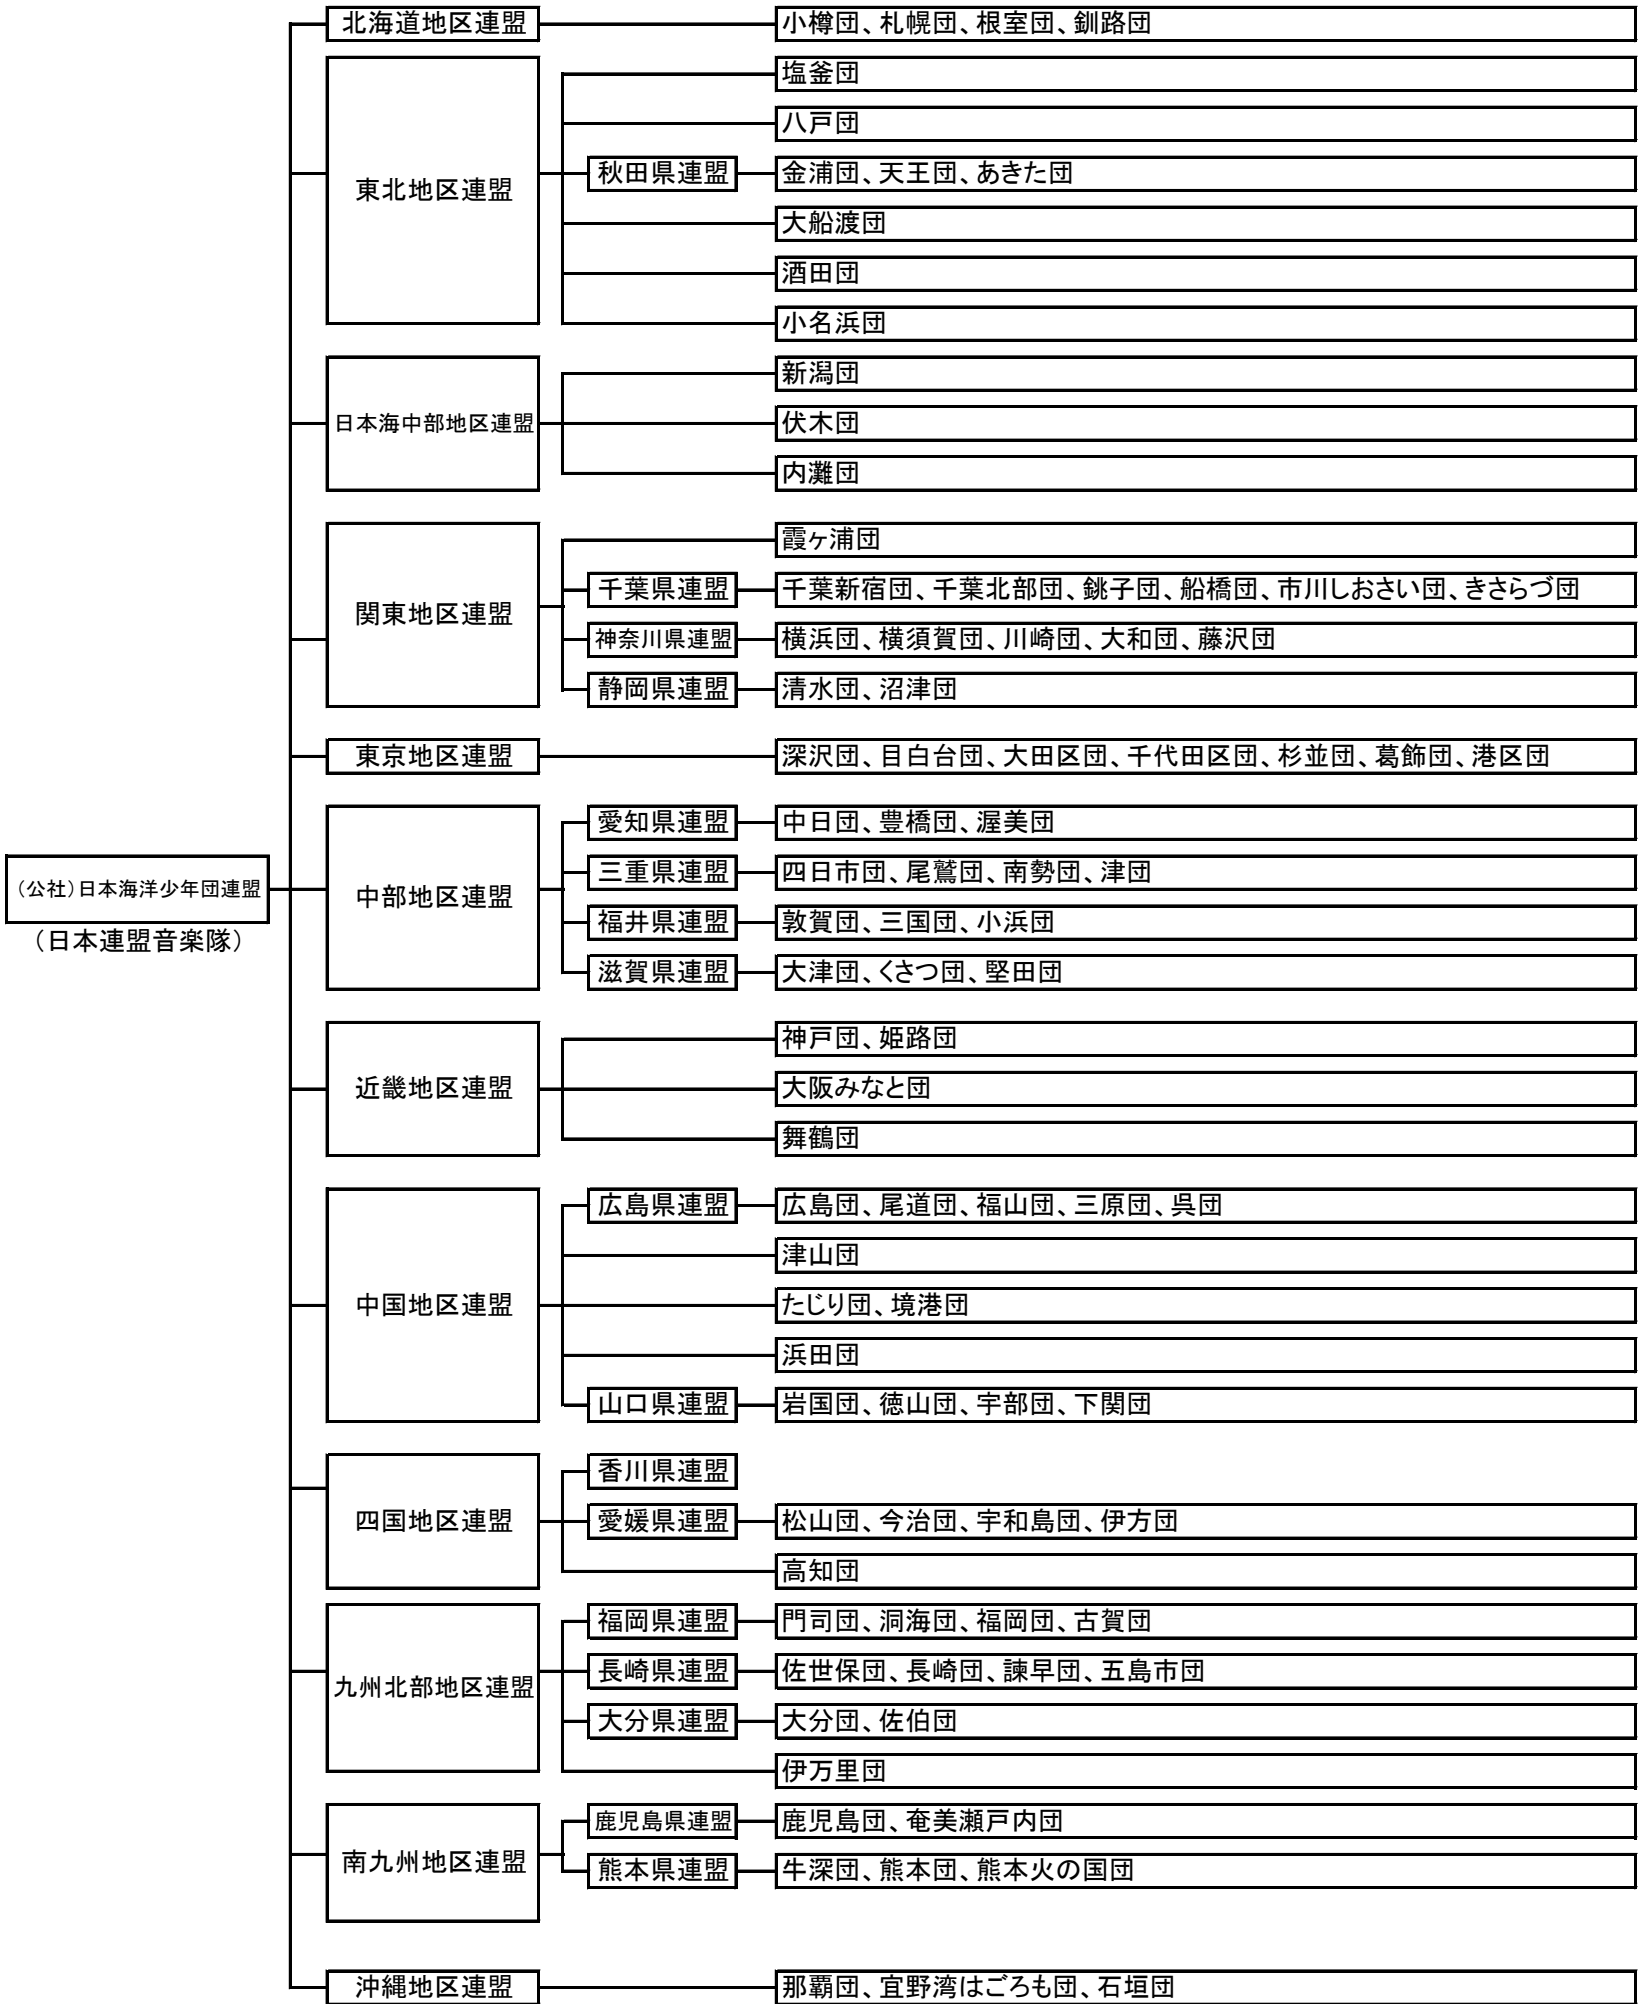 北海道地区連盟
小樽団、札幌団、根室団、釧路団
東北地区連盟
塩釜団
八戸団
秋田県連盟
金浦団、天王団、あきた団
大船渡団
酒田団
小名浜団
日本海中部地区連盟
新潟団
伏木団
内灘団
関東地区連盟
霞ヶ浦団
千葉県連盟
千葉新宿団、千葉北部団、銚子団、船橋団、市川しおさい団、きさらづ団
神奈川県連盟
横浜団、横須賀団、川崎団、大和団、藤沢団
静岡県連盟
清水団、沼津団
東京地区連盟
深沢団、目白台団、大田区団、千代田区団、杉並団、葛飾団、港区団
（公社）日本海洋少年団連盟
（日本連盟音楽隊）
中部地区連盟
愛知県連盟
中日団、豊橋団、渥美団
三重県連盟
四日市団、尾鷲団、南勢団、津団
福井県連盟
敦賀団、三国団、小浜団
滋賀県連盟
大津団、くさつ団、堅田団
近畿地区連盟
神戸団、姫路団
大阪みなと団
舞鶴団
中国地区連盟
広島県連盟
広島団、尾道団、福山団、三原団、呉団
津山団
たじり団、境港団
浜田団
山口県連盟
岩国団、徳山団、宇部団、下関団
四国地区連盟
香川県連盟
愛媛県連盟
松山団、今治団、宇和島団、伊方団
高知団
九州北部地区連盟
福岡県連盟
門司団、洞海団、福岡団、古賀団
長崎県連盟
佐世保団、長崎団、諫早団、五島市団
大分県連盟
大分団、佐伯団
伊万里団
南九州地区連盟
鹿児島県連盟
鹿児島団、奄美瀬戸内団
熊本県連盟
牛深団、熊本団、熊本火の国団
沖縄地区連盟
那覇団、宜野湾はごろも団、石垣団